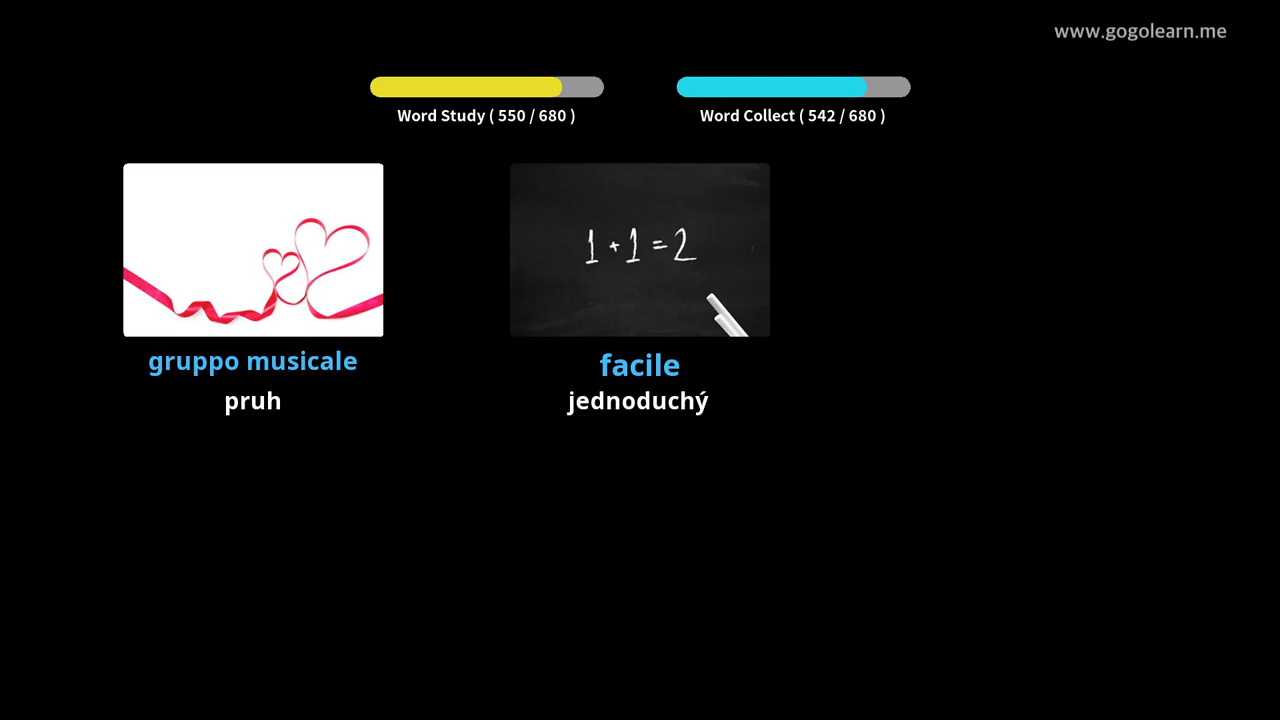 www.gogolearn.me
Word Study ( 550 / 680 )
Word Collect ( 542 / 680 )
1 + 1 = 2
gruppo musicale
facile
pruh
jednoduchý